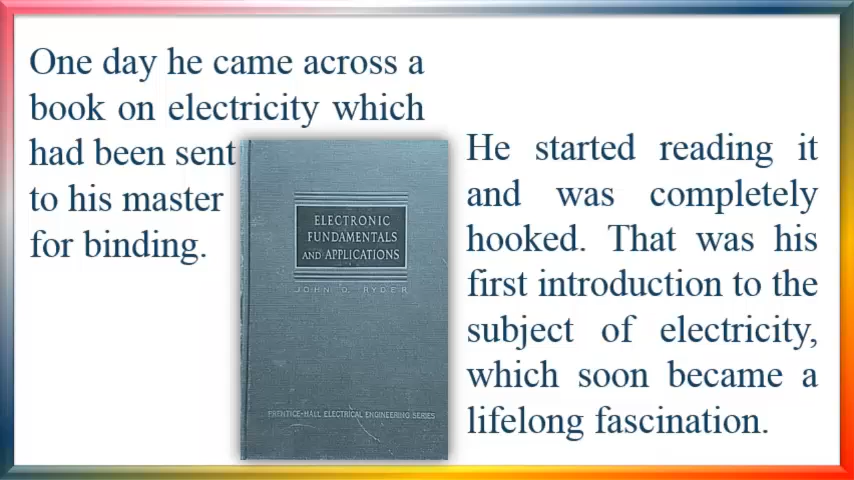 One day he came across a
book on electricity which
had been sent
to his master
for binding.
ELECTRONIC
FUNDAMENTALS
AND APPLICATIONS
JOHN D. RYDER
PRENTICE-HALL ELECTRICAL ENGINEERING SERIES
He started reading it
and was completely
hooked. That was his
first introduction to the
subject of electricity,
which soon became a
lifelong fascination.